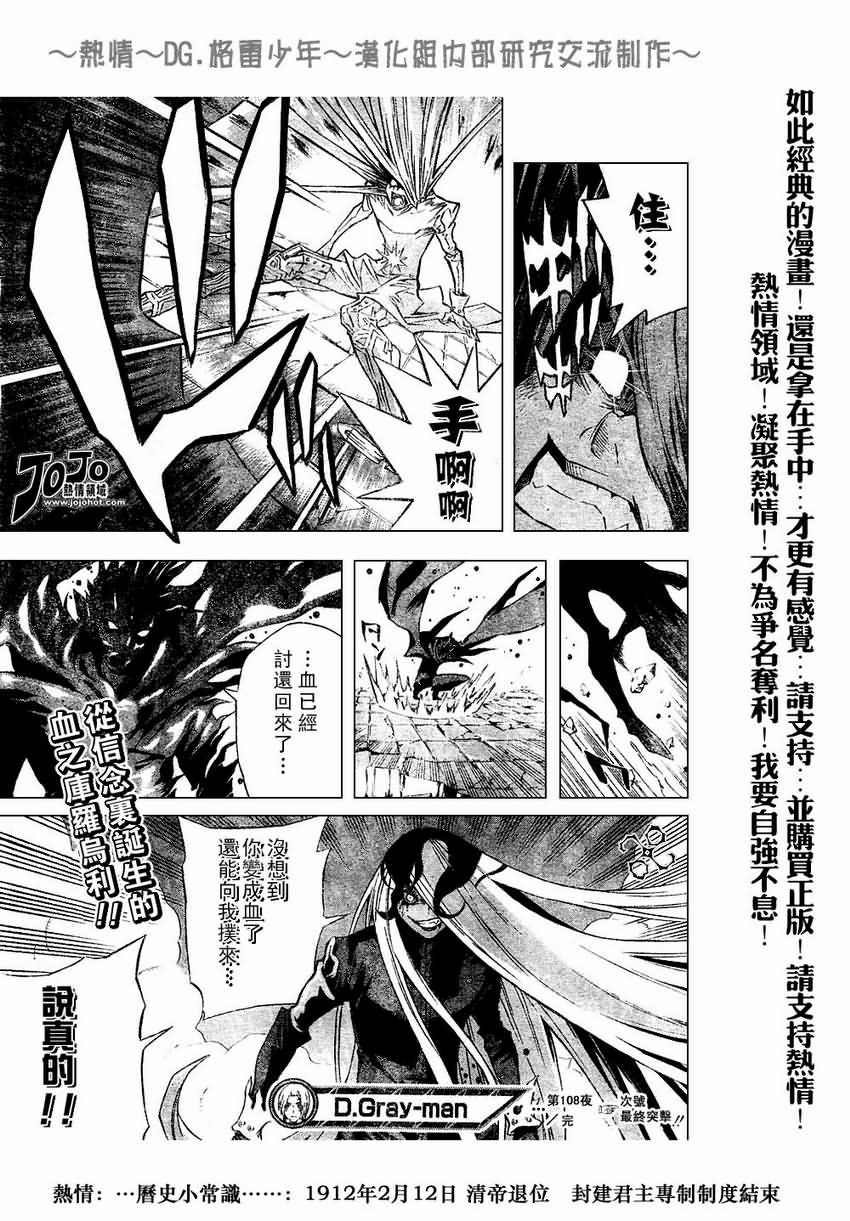 ～熱情～DG.格雷少年～漢化組內部研究交流制作～
如此經典的漫畫！還是拿在手中…才更有感覺…請支持…並購買正版！請支持熱情！
熱情領域！凝聚熱情！不為爭名奪利！我要自強不息！
住…
手啊啊啊
JOJO
熱情領域
www.jojohot.com
…血已經
討還回來了…
從信念裏誕生的
血之庫羅烏利!!
沒想到
你變成血了
還能向我撲來…
說真的!!
D.Gray-man
第108夜
完
次號
最終突擊!!
熱情：…曆史小常識……：1912年2月12日 清帝退位 封建君主專制制度結束